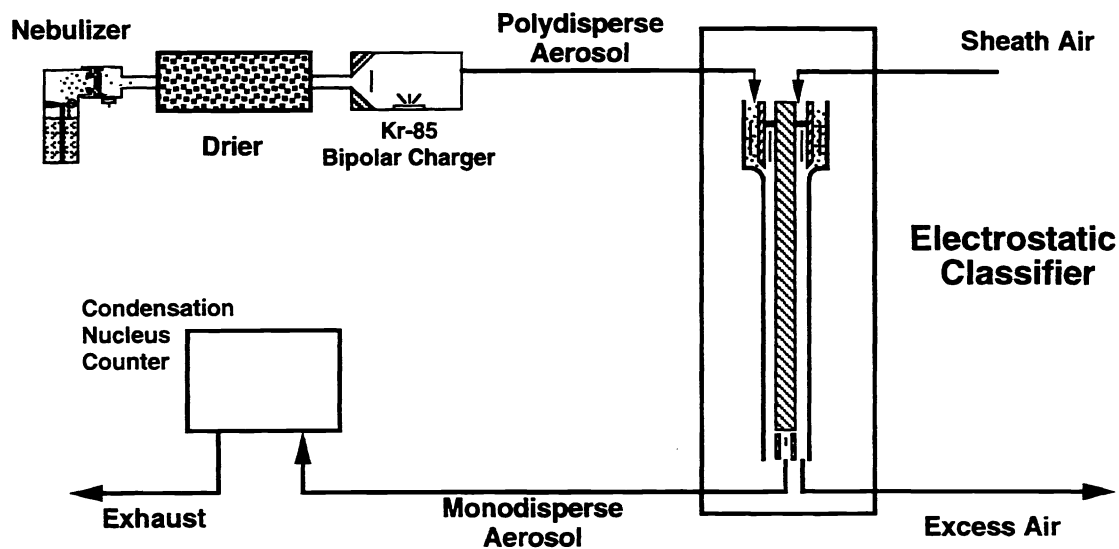 Nebulizer
Polydisperse
Aerosol
Sheath Air
Drier
Kr-85
Bipolar Charger
Electrostatic
Classifier
Condensation
Nucleus
Counter
Exhaust
Monodisperse
Aerosol
Excess Air